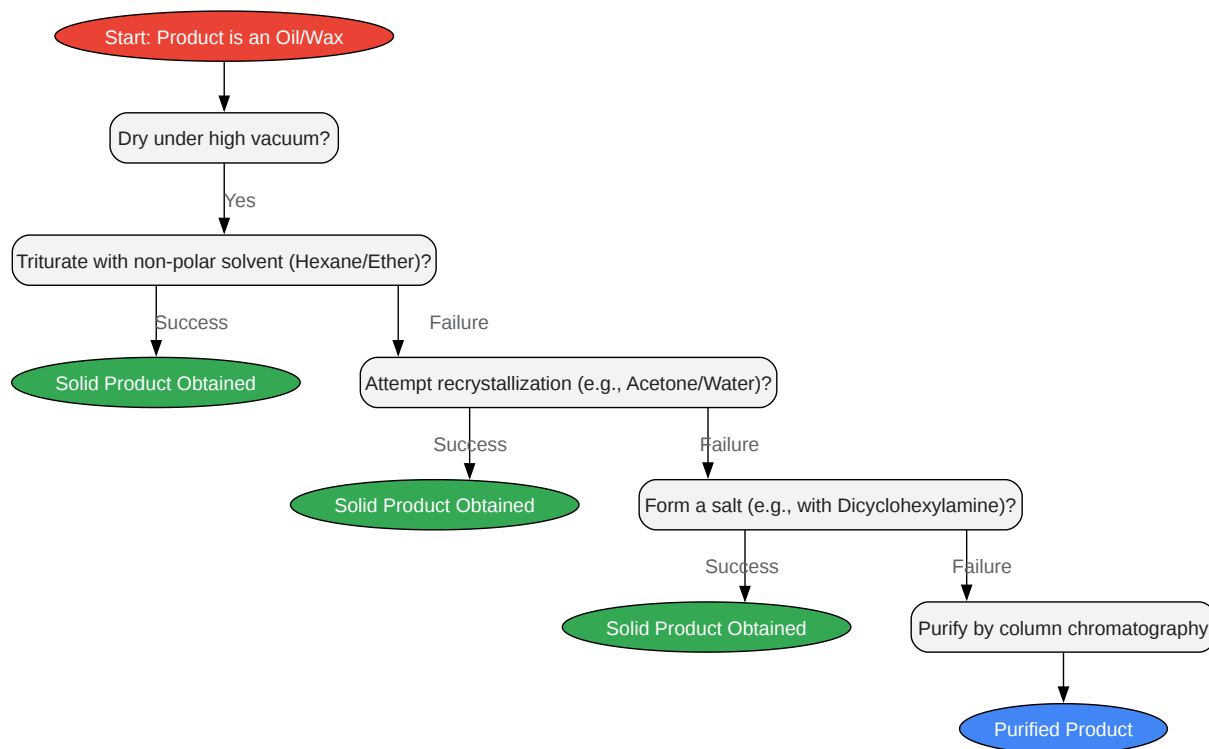 Start: Product is an Oil/Wax
Dry under high vacuum?
Yes
Triturate with non-polar solvent (Hexane/Ether)?
Success
Failure
Solid Product Obtained
Attempt recrystallization (e.g., Acetone/Water)?
Success
Failure
Solid Product Obtained
Form a salt (e.g., with Dicyclohexylamine)?
Success
Failure
Solid Product Obtained
Purify by column chromatography
Purified Product